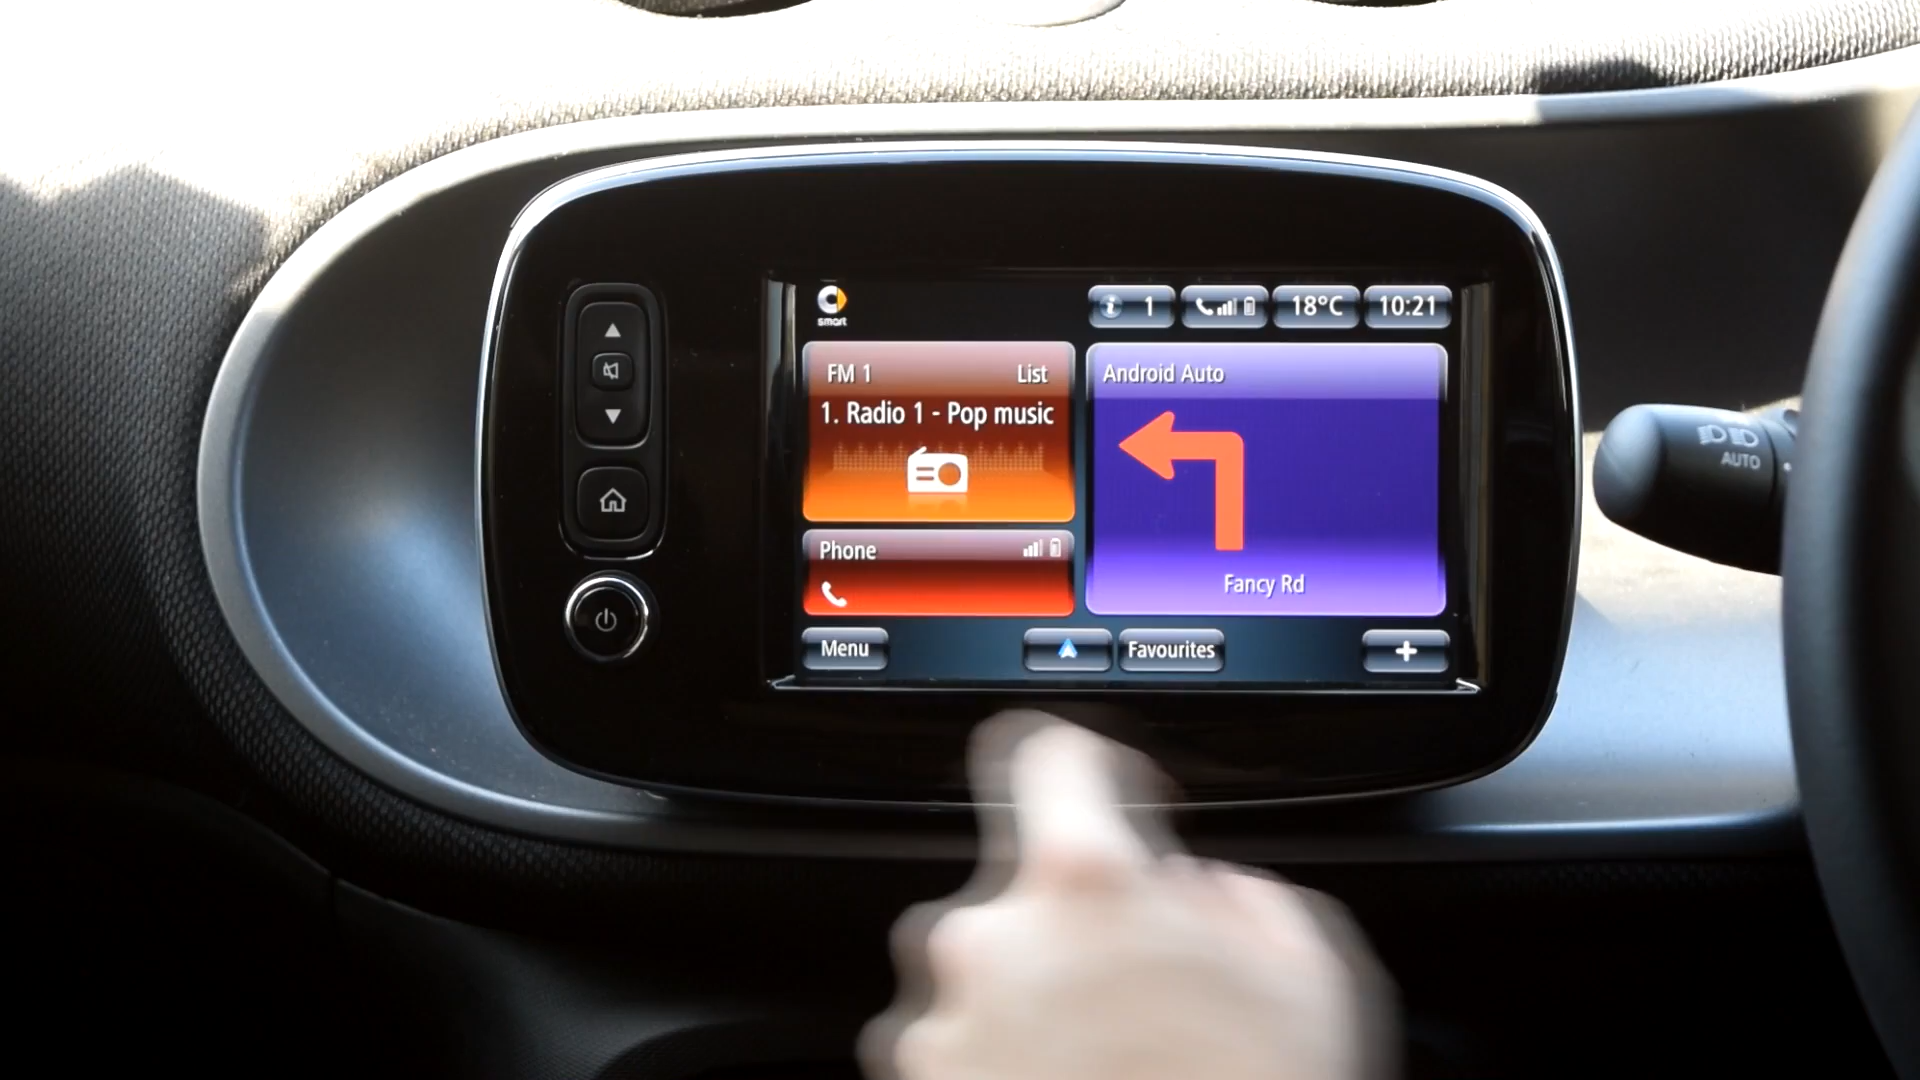 smart
1
18°C
10:21
FM 1
List
1. Radio 1 - Pop music
Android Auto
Phone
Fancy Rd
Menu
Favourites
AUTO